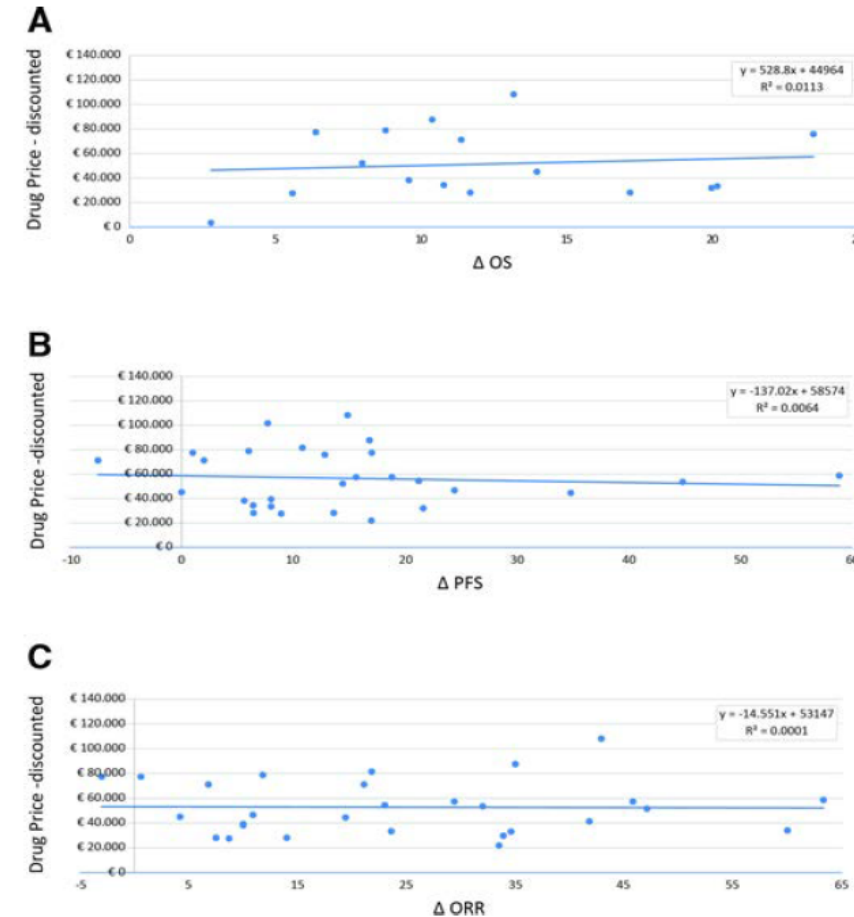 A
Drug Price - discounted
€ 140.000
€ 120.000
€ 100.000
€ 80.000
€ 60.000
€ 40.000
€ 20.000
€ 0
y = 528.8x + 44964
R² = 0.0113
0 5 10 15 20 2
Δ OS
B
Drug Price -discounted
€ 140.000
€ 120.000
€ 100.000
€ 80.000
€ 60.000
€ 40.000
€ 20.000
€ 0
y = -137.02x + 58574
R² = 0.0064
-10 0 10 20 30 40 50 60
Δ PFS
C
Drug Price -discounted
€ 140.000
€ 120.000
€ 100.000
€ 80.000
€ 60.000
€ 40.000
€ 20.000
€ 0
y = -14.551x + 53147
R² = 0.0001
-5 5 15 25 35 45 55 65
Δ ORR